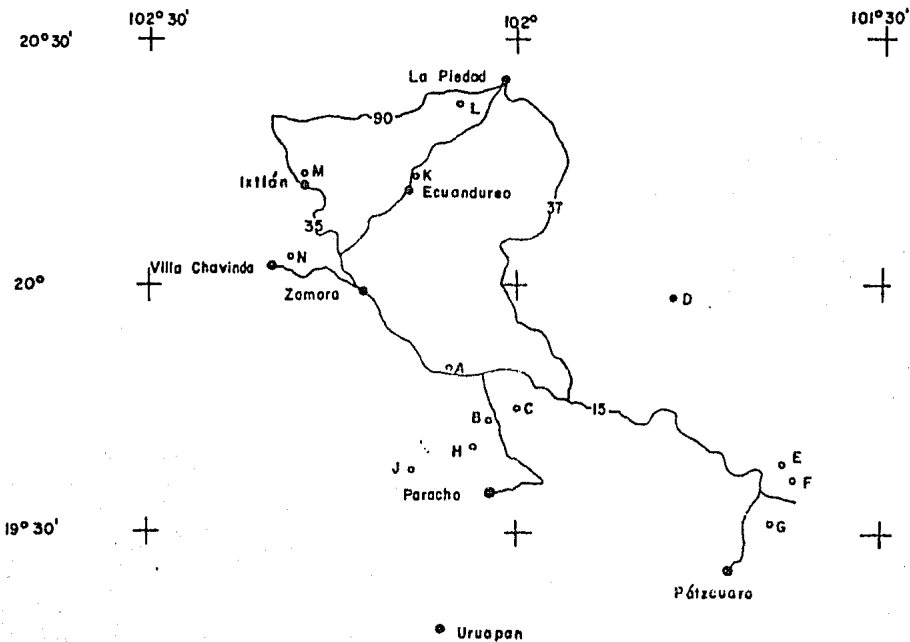 102° 30'
102°
101° 30'
20° 30'
La Piedad
L
90
M
Ixtlán
K
Ecuandureo
37
35
N
Villa Chavinda
20°
Zamora
D
A
C
15
B
H
J
E
F
Paracho
G
19° 30'
Pátzcuaro
Uruapan